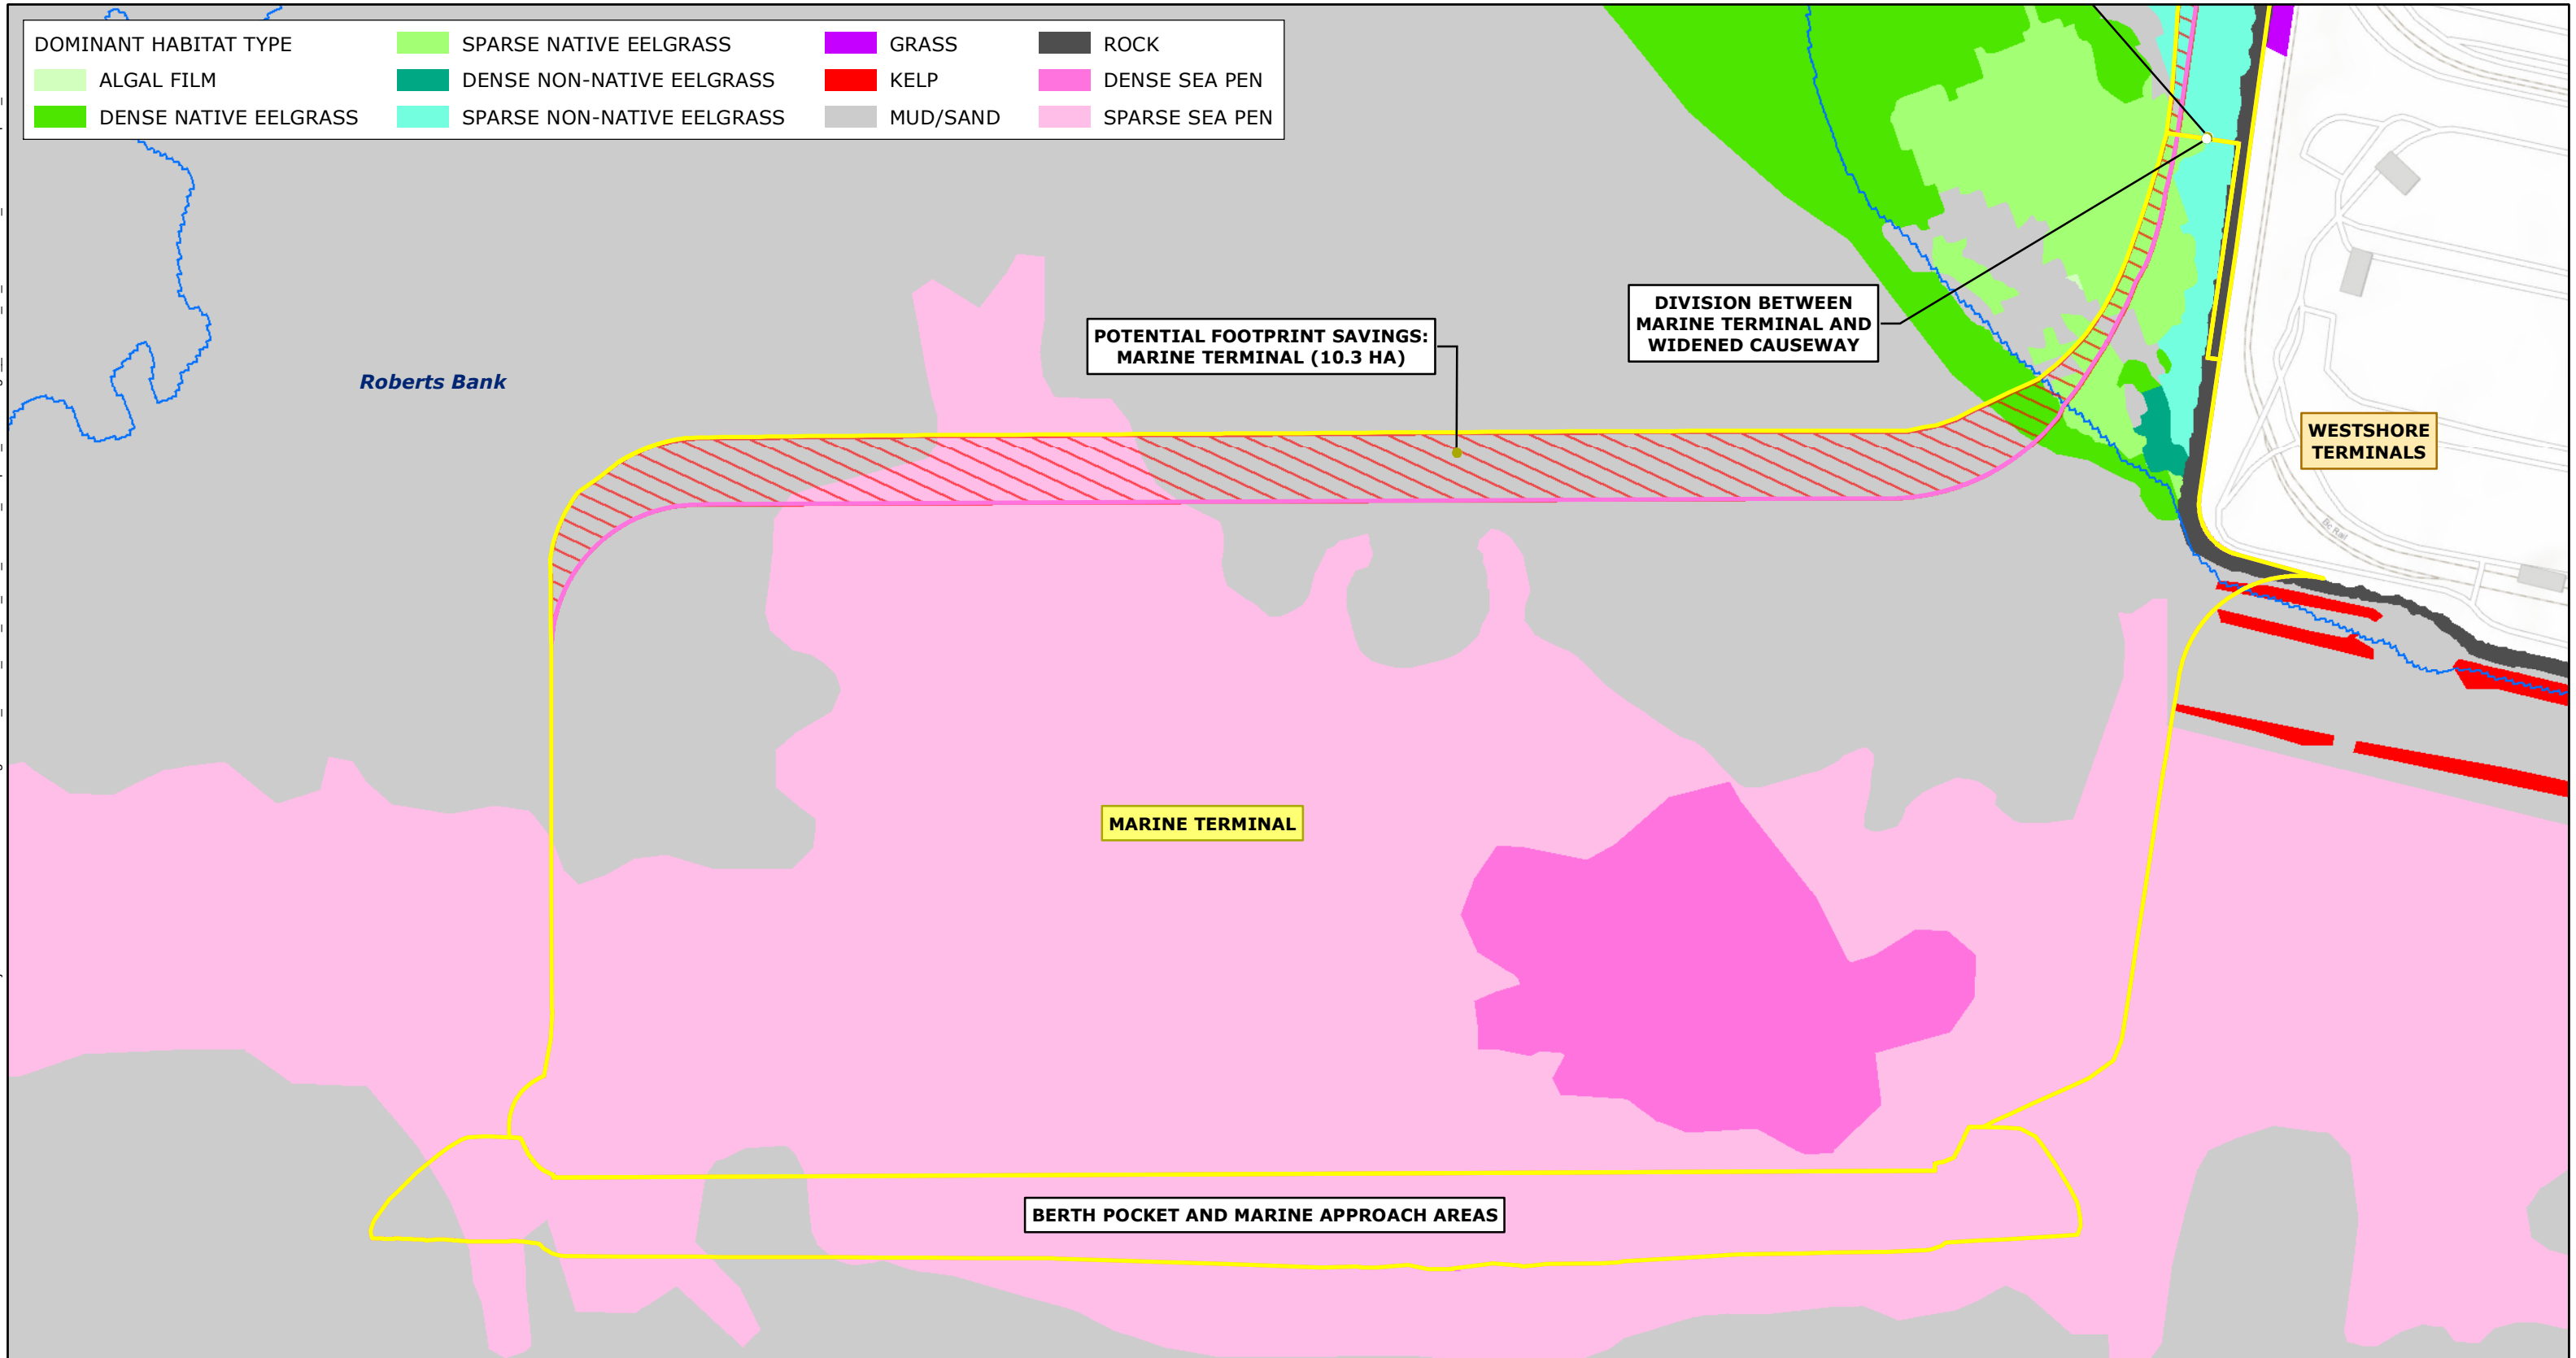 DOMINANT HABITAT TYPE
ALGAL FILM
DENSE NATIVE EELGRASS
SPARSE NATIVE EELGRASS
DENSE NON-NATIVE EELGRASS
SPARSE NON-NATIVE EELGRASS
GRASS
KELP
MUD/SAND
ROCK
DENSE SEA PEN
SPARSE SEA PEN
DIVISION BETWEEN
MARINE TERMINAL AND
WIDENED CAUSEWAY
POTENTIAL FOOTPRINT SAVINGS:
MARINE TERMINAL (10.3 HA)
Roberts Bank
WESTSHORE
TERMINALS
Bc Rail
MARINE TERMINAL
BERTH POCKET AND MARINE APPROACH AREAS